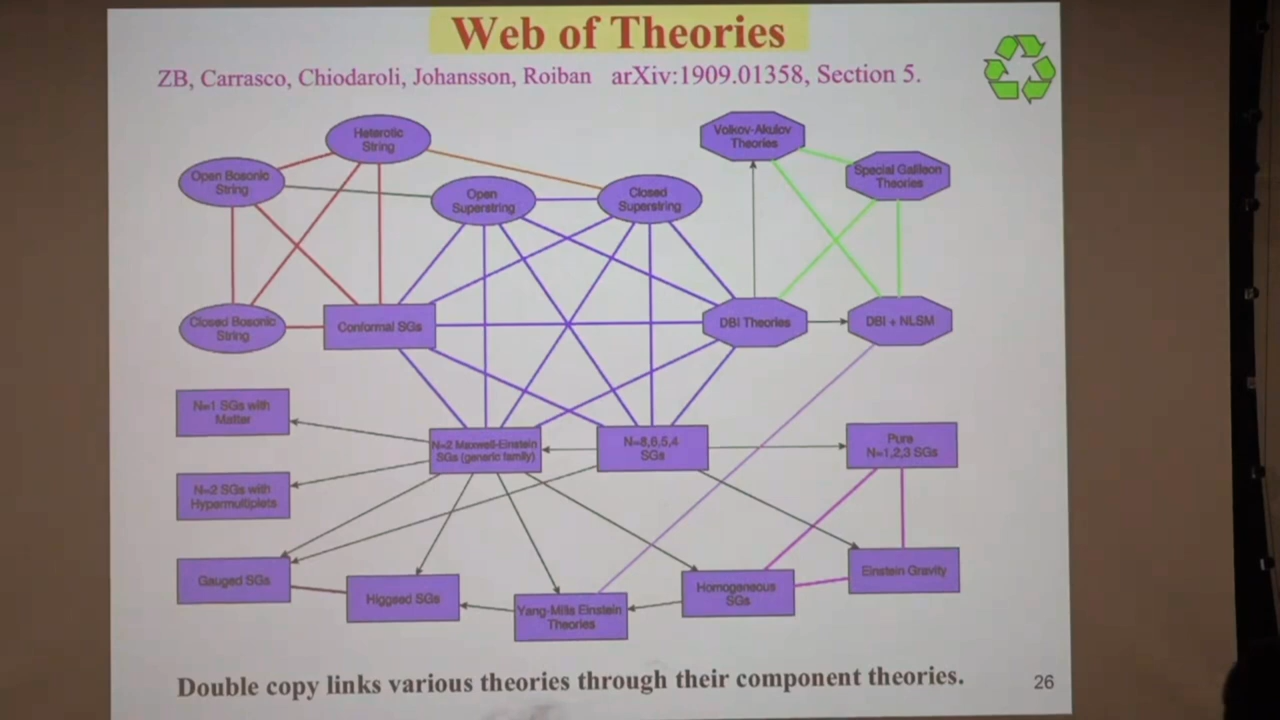 Web of Theories
ZB, Carrasco, Chiodaroli, Johansson, Roiban arXiv:1909.01358, Section 5.
Heterotic
String
Volkov-Akulov
Theories
Open Bosonic
String
Special Galileon
Theories
Open
Superstring
Closed
Superstring
Closed Bosonic
String
Conformal SGs
DBI Theories
DBI + NLSM
N=1 SGs with
Matter
N=2 Maxwell-Einstein
SGs (generic family)
N=8,6,5,4
SGs
Pure
N=1,2,3 SGs
N=2 SGs with
Hypermultiplets
Gauged SGs
Higgsed SGs
Yang-Mills Einstein
Theories
Homogeneous
SGs
Einstein Gravity
Double copy links various theories through their component theories.
26